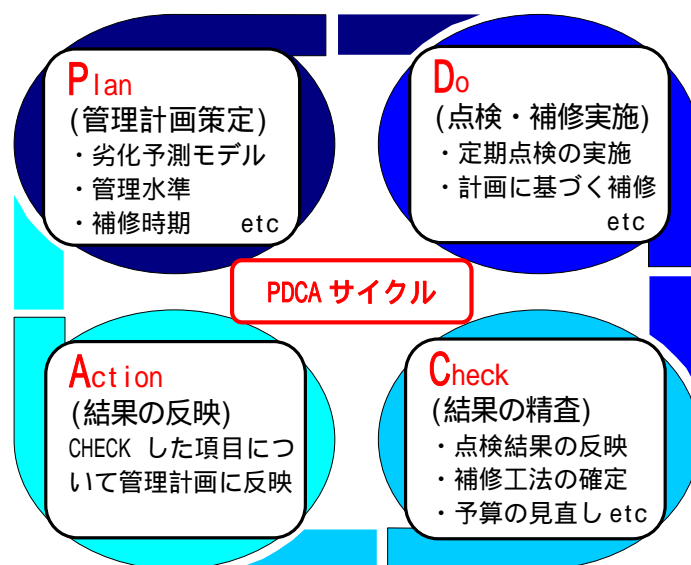 Plan
(管理計画策定)
・劣化予測モデル
・管理水準
・補修時期 etc
Do
(点検・補修実施)
・定期点検の実施
・計画に基づく補修
etc
PDCA サイクル
Action
(結果の反映)
CHECK した項目につ
いて管理計画に反映
Check
(結果の精査)
・点検結果の反映
・補修工法の確定
・予算の見直し etc